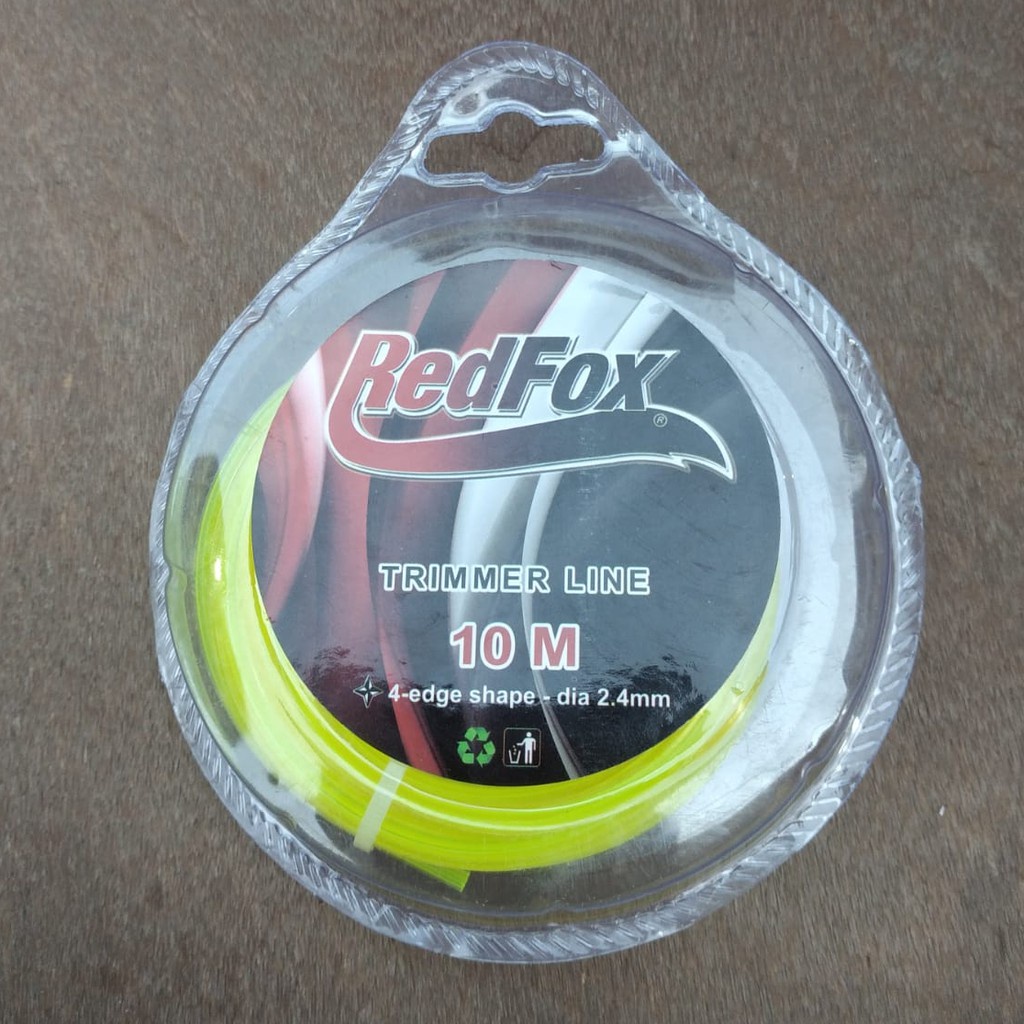 RedFox
®
TRIMMER LINE
10 M
4-edge shape - dia 2.4mm